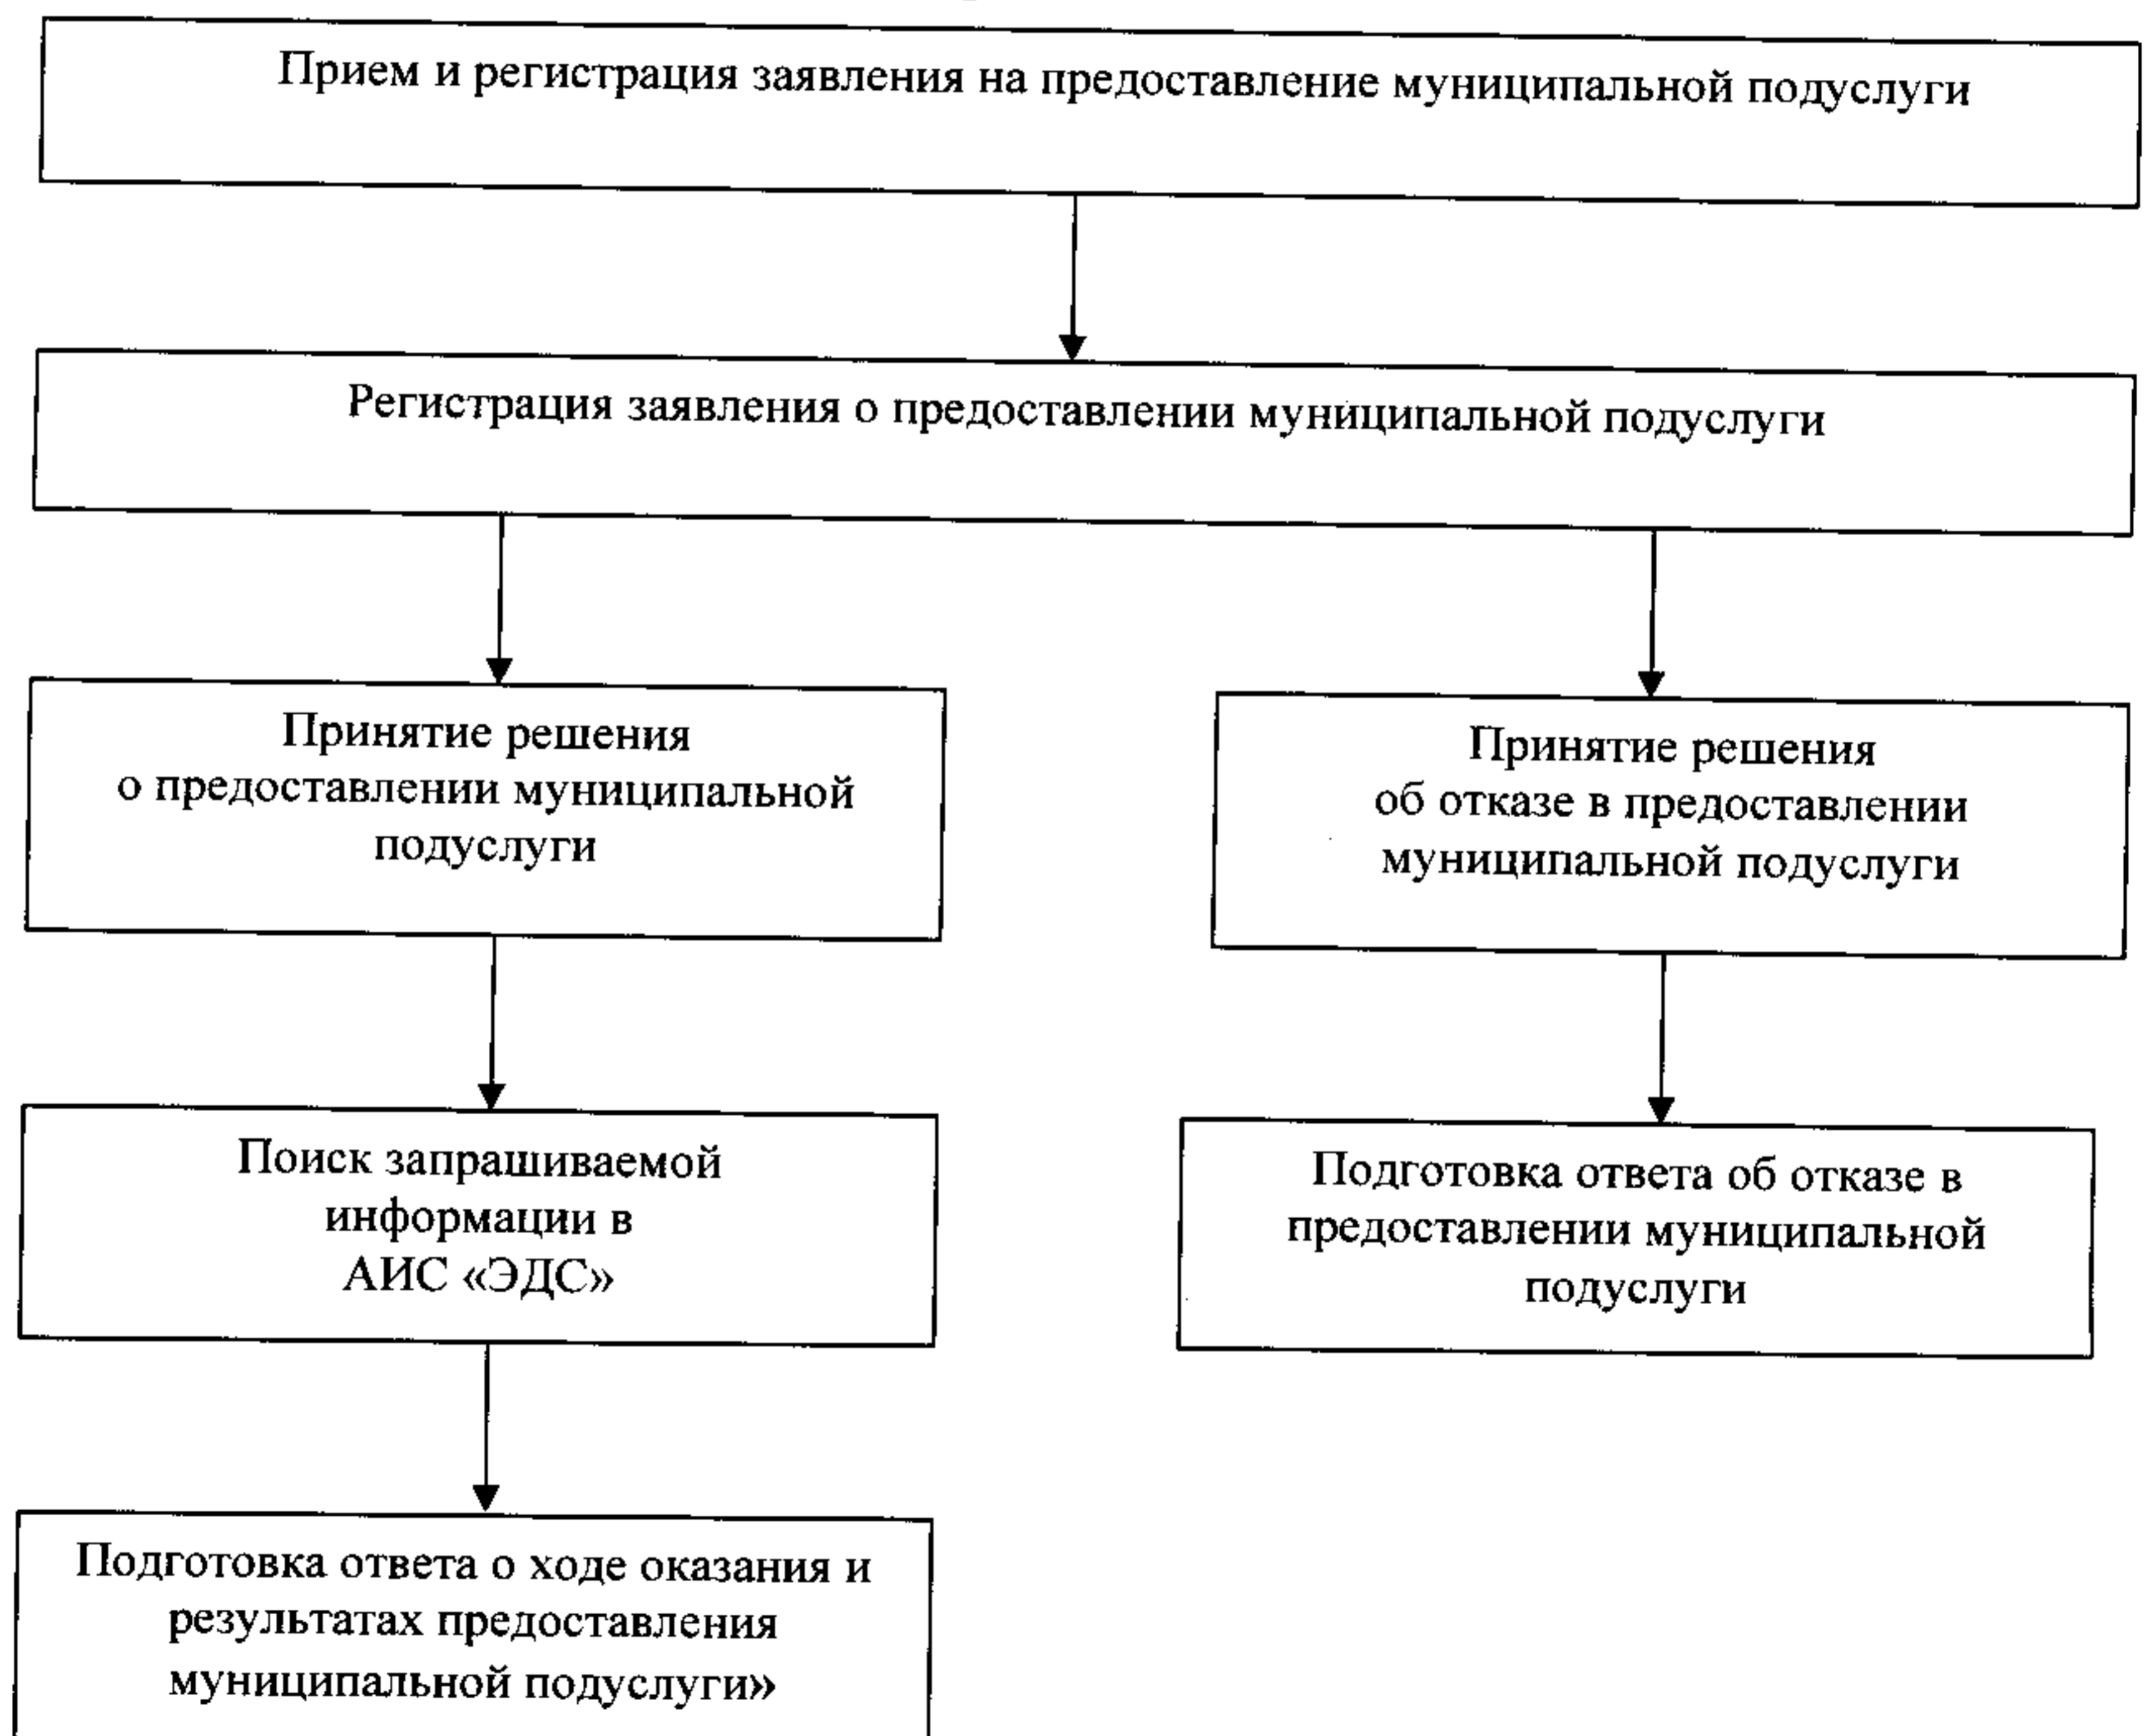 Прием и регистрация заявления на предоставление муниципальной подуслуги
Регистрация заявления о предоставлении муниципальной подуслуги
Принятие решения
о предоставлении муниципальной
подуслуги
Принятие решения
об отказе в предоставлении
муниципальной подуслуги
Поиск запрашиваемой
информации в
АИС «ЭДС»
Подготовка ответа об отказе в
предоставлении муниципальной
подуслуги
Подготовка ответа о ходе оказания и
результатах предоставления
муниципальной подуслуги»